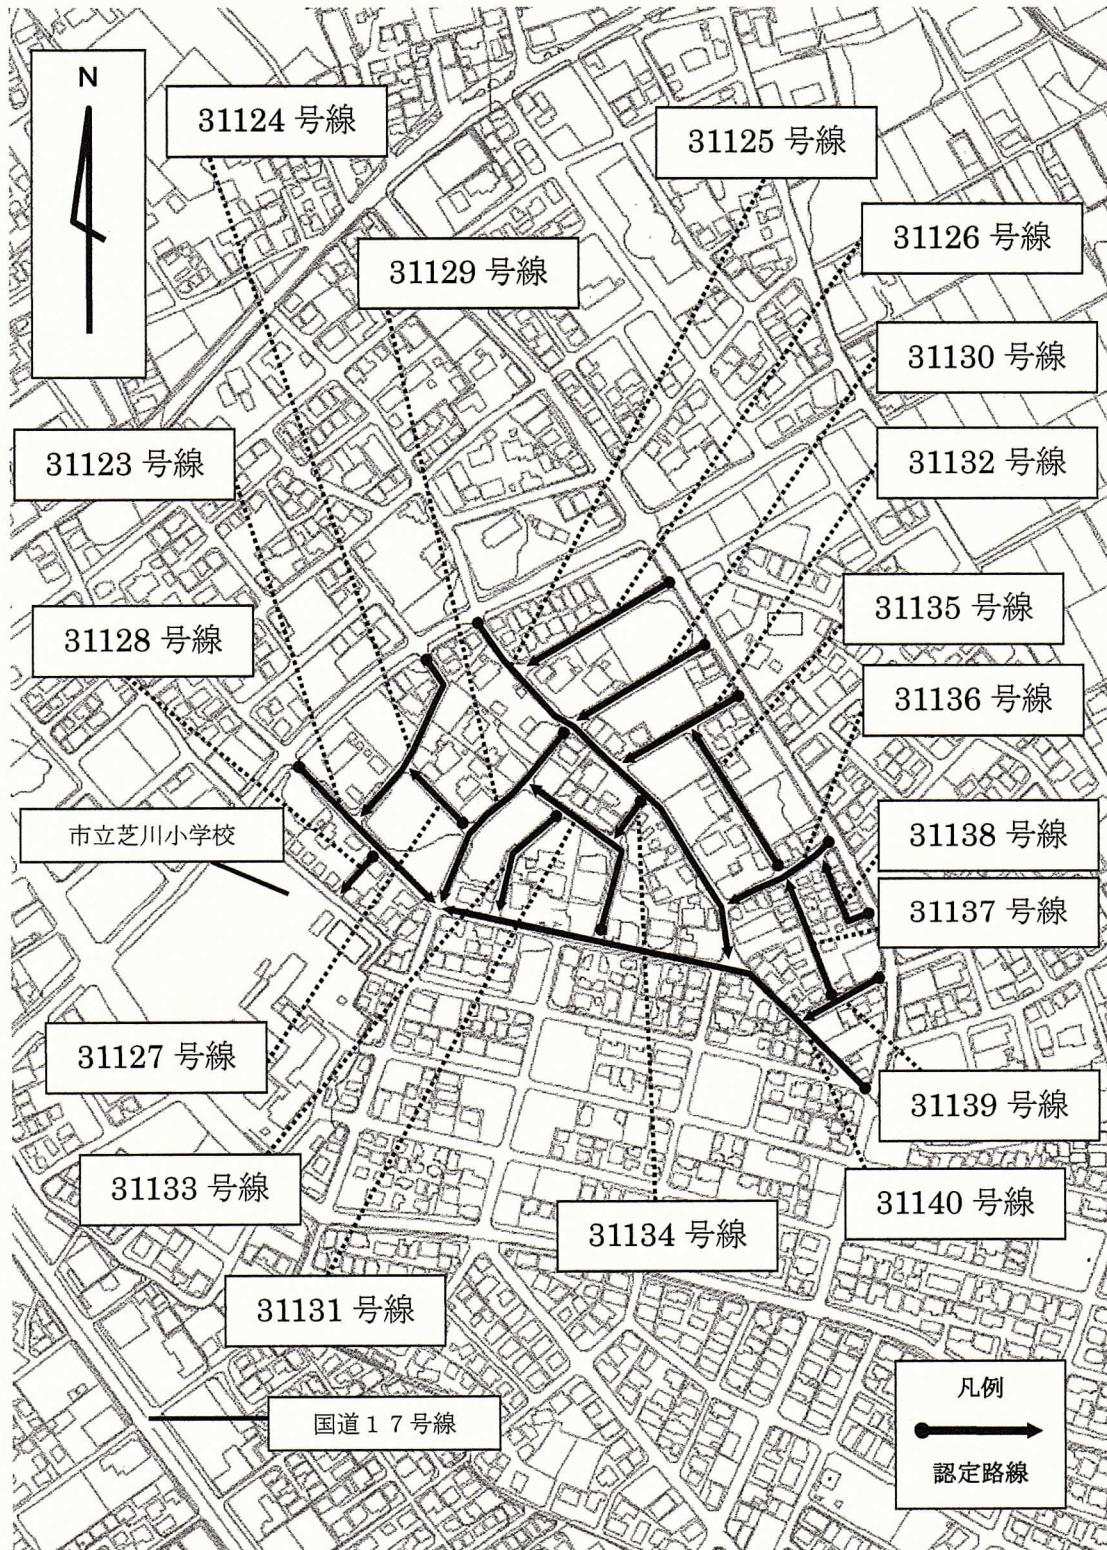 N
31124 号線
31125 号線
31126 号線
31129 号線
31130 号線
31123 号線
31132 号線
31128 号線
31135 号線
31136 号線
市立芝川小学校
31138 号線
31137 号線
31127 号線
31139 号線
31133 号線
31140 号線
31134 号線
31131 号線
国道１７号線
凡例
認定路線